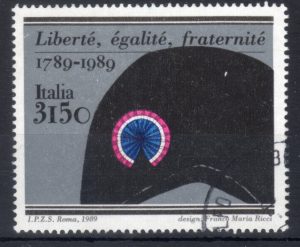 Liberté, égalité, fraternité
1789-1989
Italia
3150
I.P.Z.S. Roma, 1989
design: Franco Maria Ricci